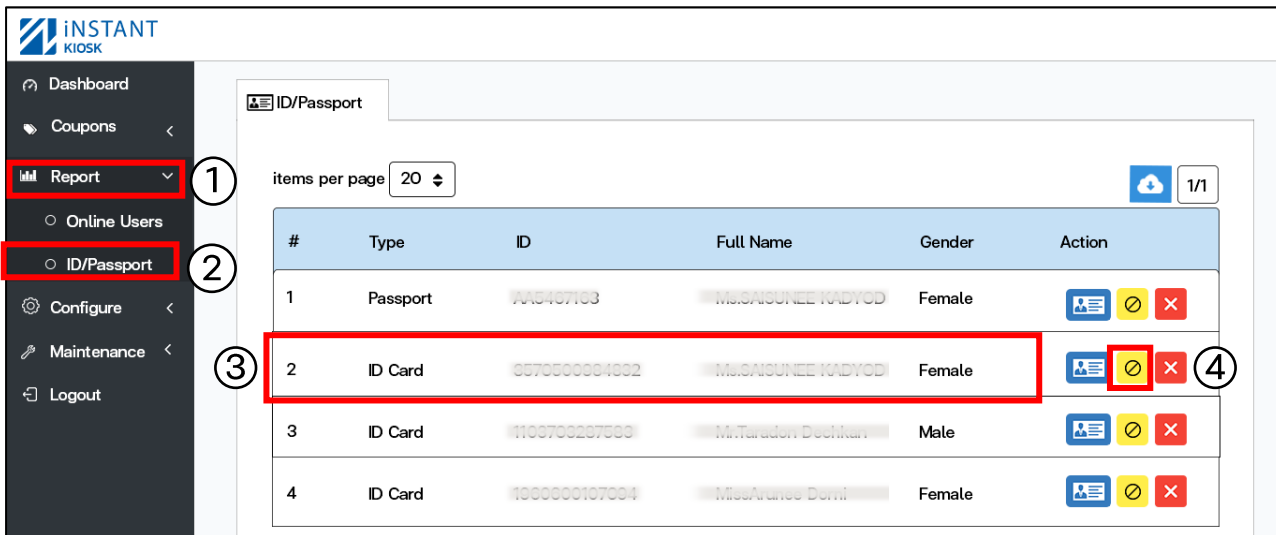 iNSTANT
KIOSK
Dashboard
Coupons
Report
1
Online Users
ID/Passport
2
Configure
Maintenance
Logout
ID/Passport
items per page 20
1/1
# Type ID Full Name Gender Action
1 Passport Female
3
2 ID Card Female
4
3 ID Card Male
4 ID Card Female